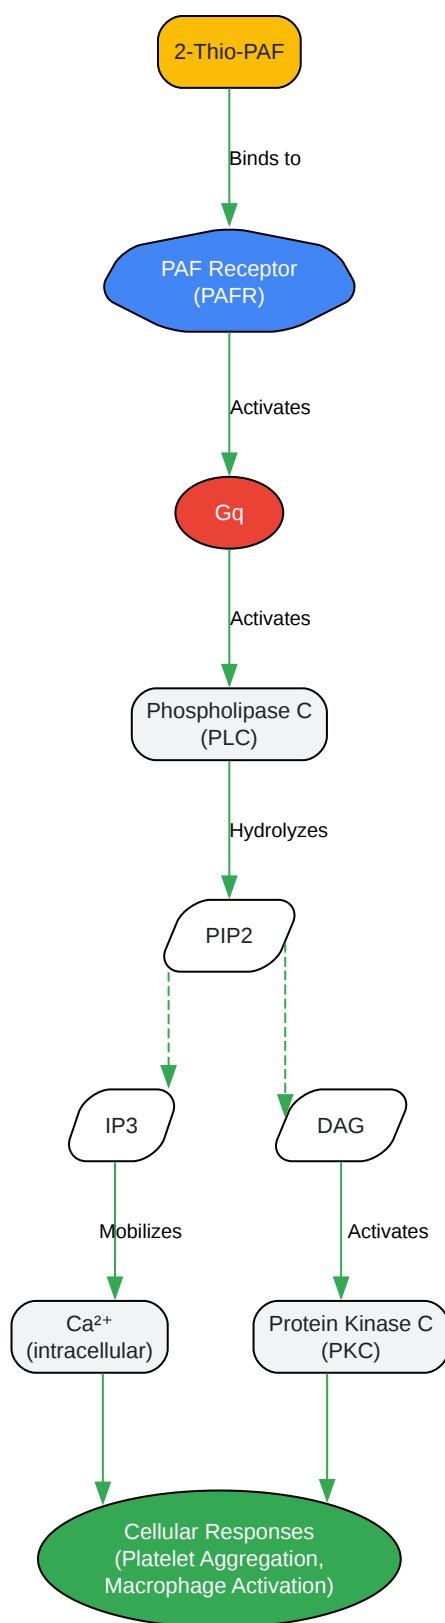 2-Thio-PAF
Binds to
PAF Receptor
(PAFR)
Activates
Gq
Activates
Phospholipase C
(PLC)
Hydrolyzes
PIP2
IP3
DAG
Mobilizes
Activates
Ca²⁺
(intracellular)
Protein Kinase C
(PKC)
Cellular Responses
(Platelet Aggregation,
Macrophage Activation)